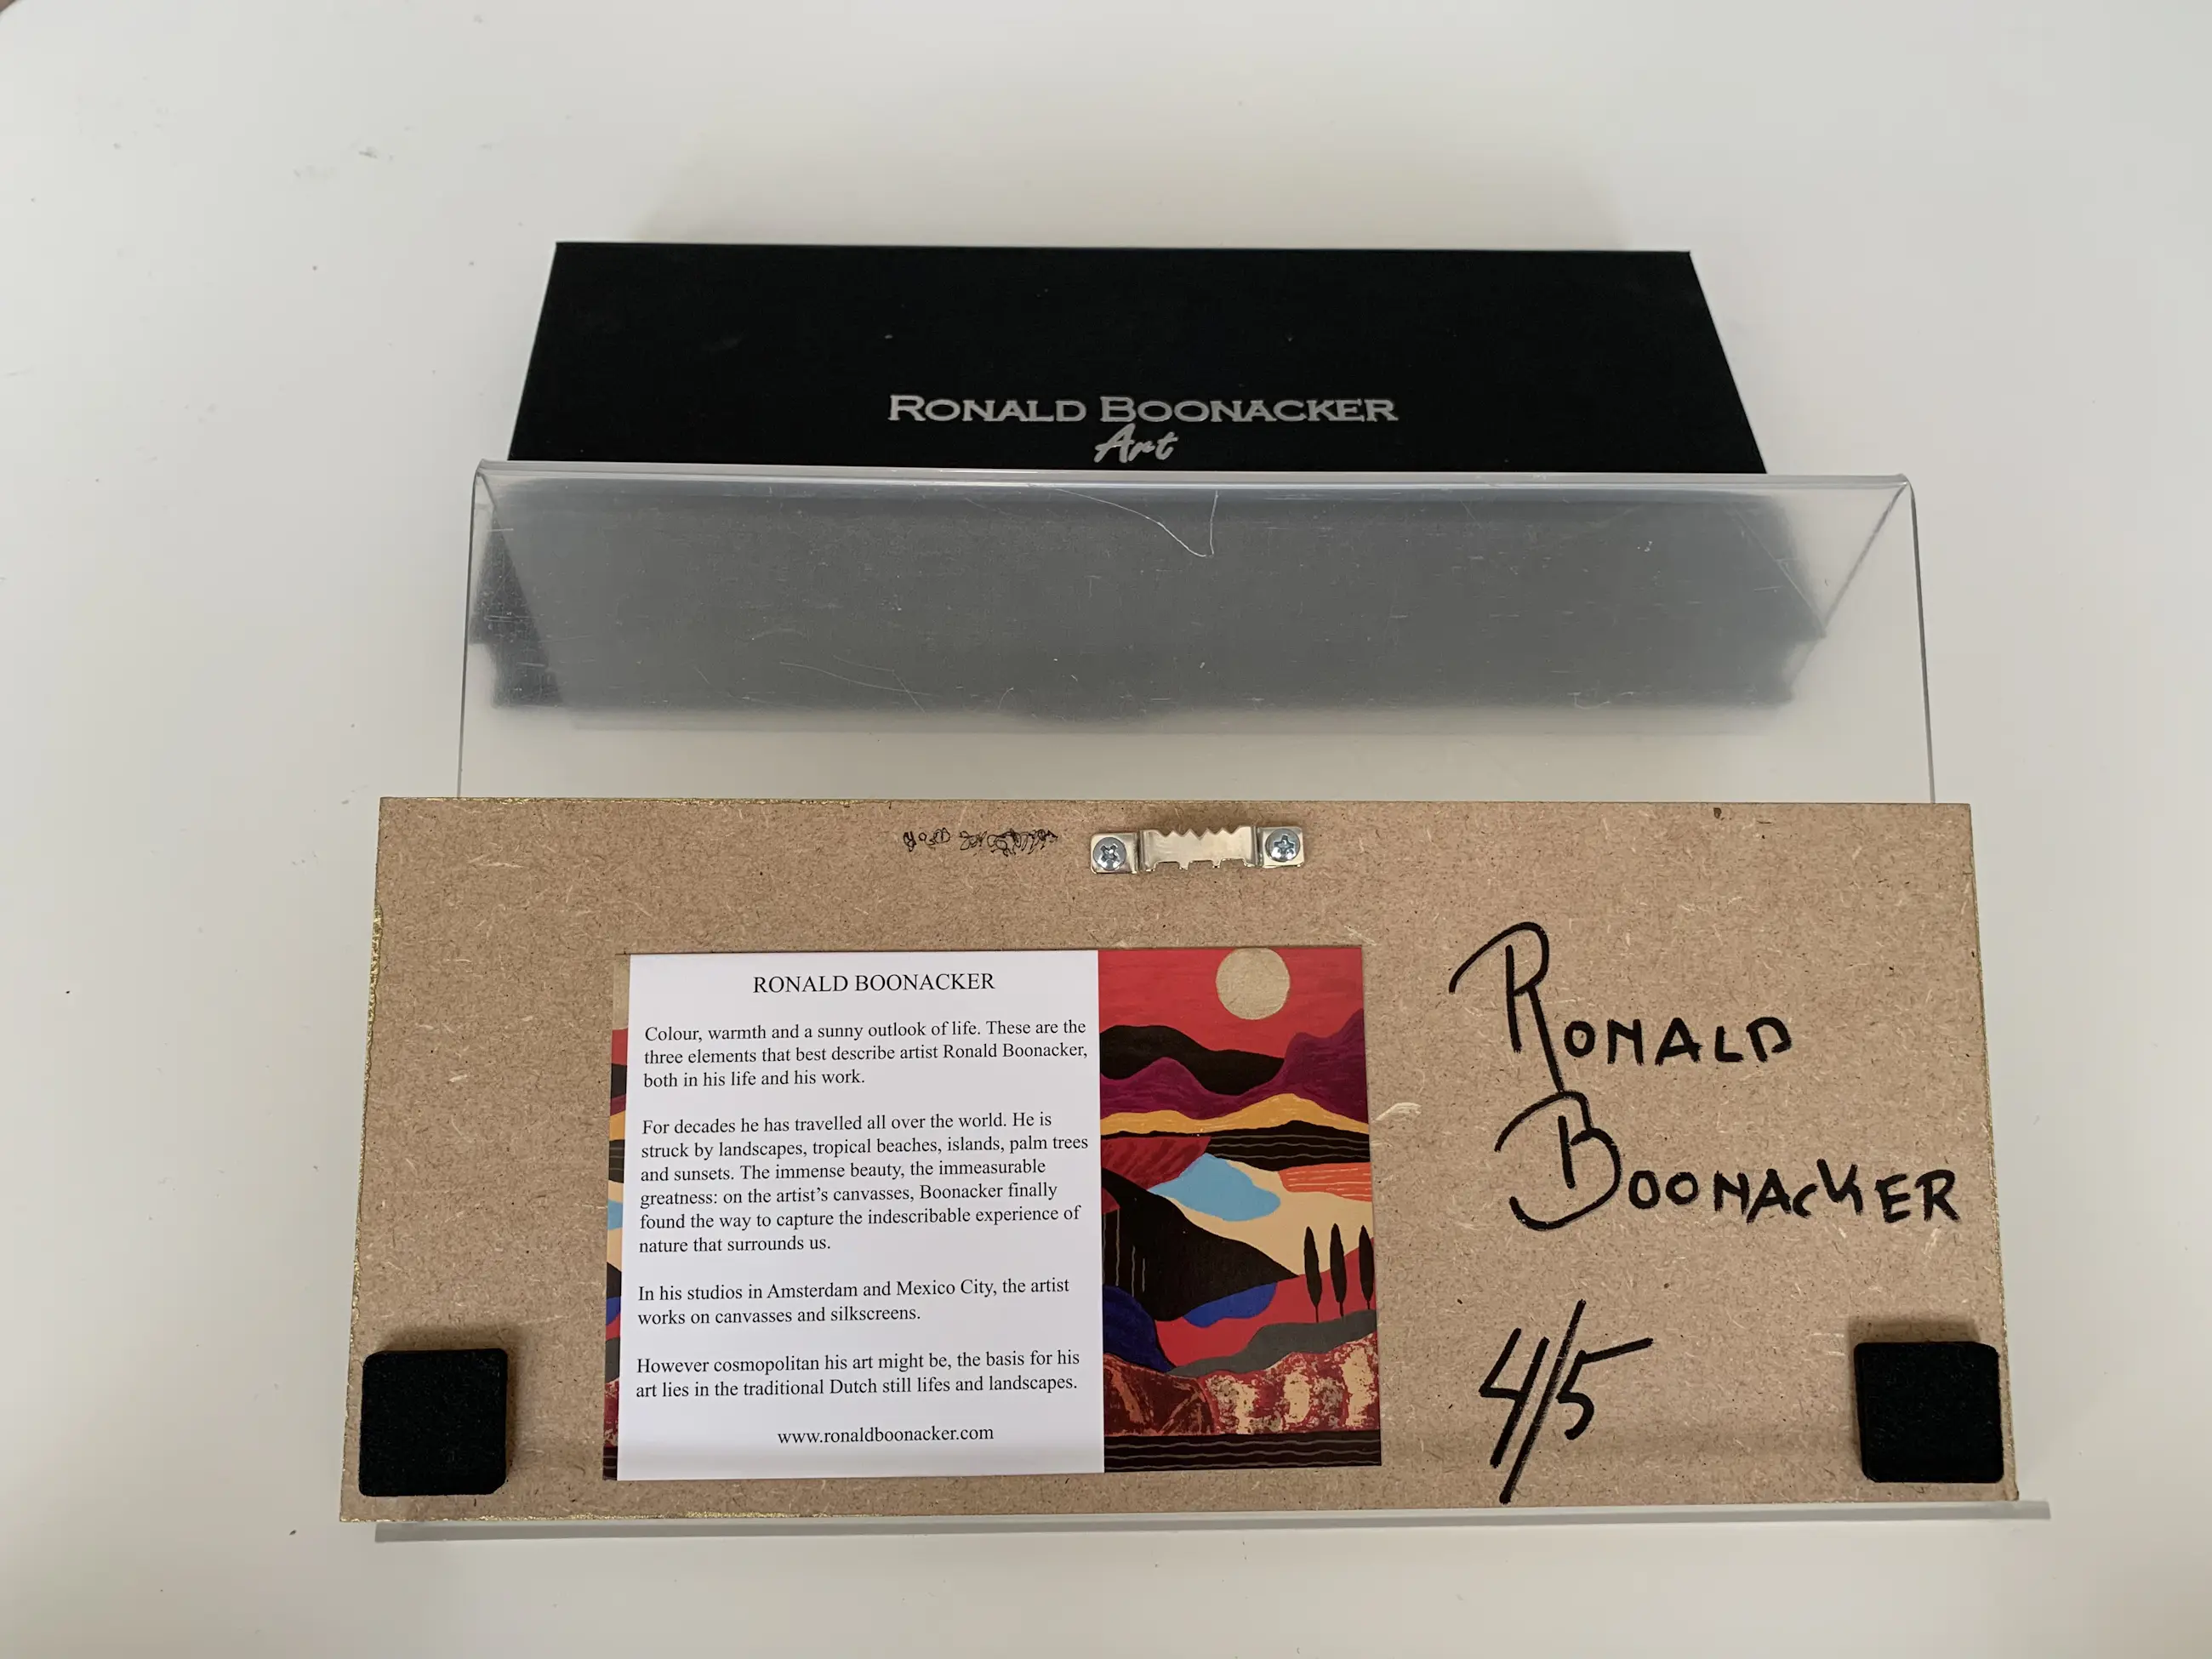 RONALD BOONACKER
Art
RONALD BOONACKER
Colour, warmth and a sunny outlook of life. These are the
three elements that best describe artist Ronald Boonacker,
both in his life and his work.
For decades he has travelled all over the world. He is
struck by landscapes, tropical beaches, islands, palm trees
and sunsets. The immense beauty, the immeasurable
greatness: on the artist’s canvasses, Boonacker finally
found the way to capture the indescribable experience of
nature that surrounds us.
In his studios in Amsterdam and Mexico City, the artist
works on canvasses and silkscreens.
However cosmopolitan his art might be, the basis for his
art lies in the traditional Dutch still lifes and landscapes.
www.ronaldboonacker.com
RONALD
BOONACKER
4/5